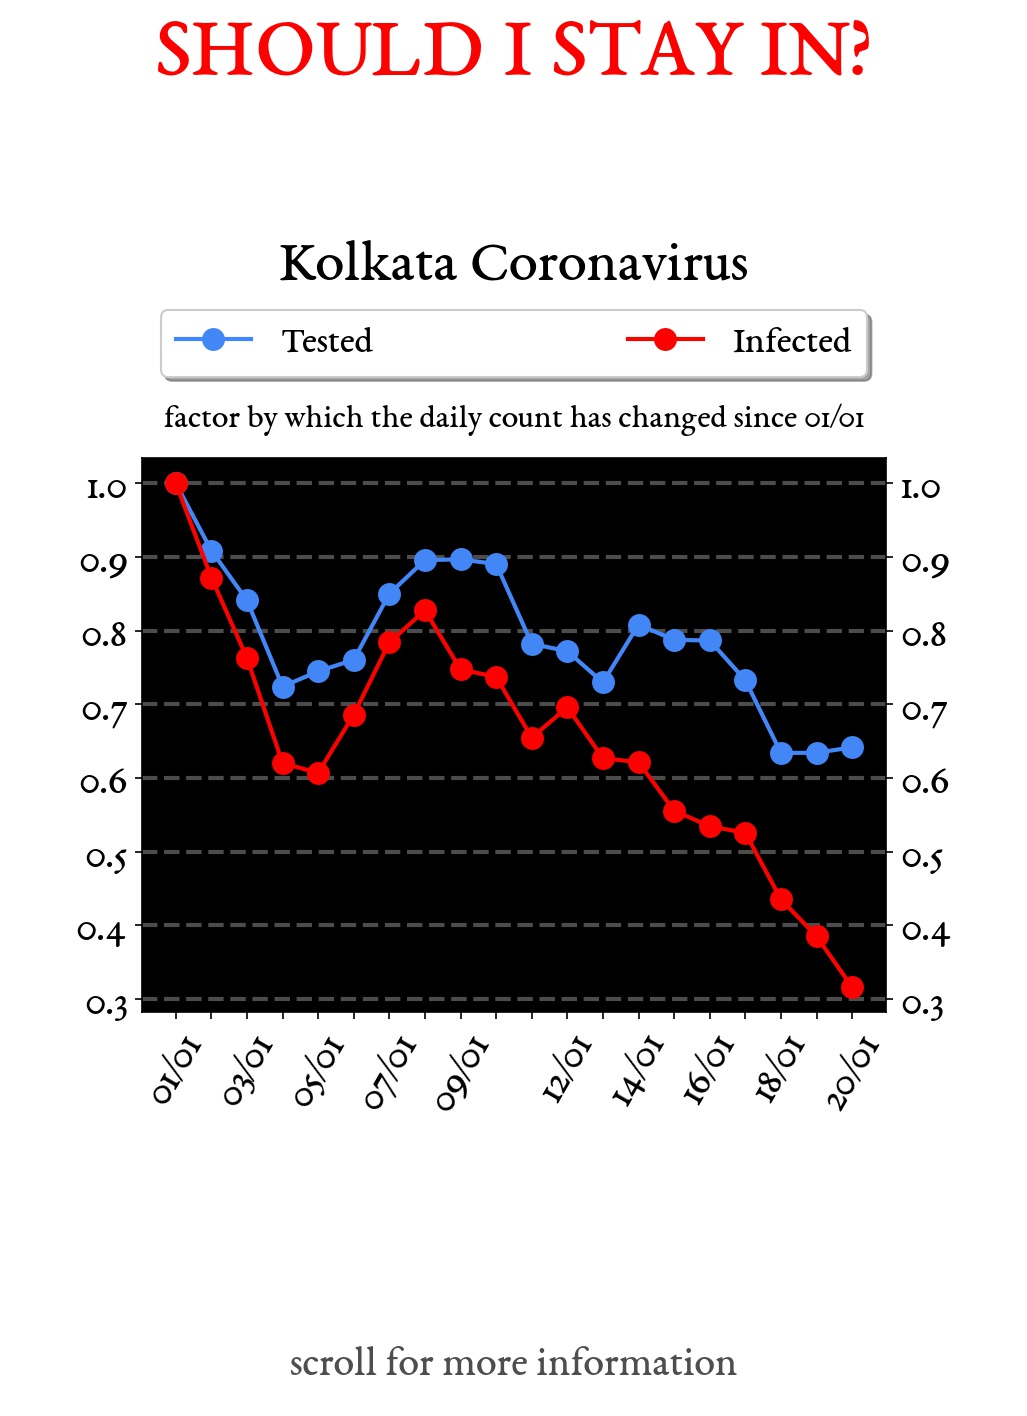 SHOULD I STAY IN?
Kolkata Coronavirus
Tested Infected
factor by which the daily count has changed since 01/01
1.0 1.0
0.9 0.9
0.8 0.8
0.7 0.7
0.6 0.6
0.5 0.5
0.4 0.4
0.3 0.3
01/01 03/01 05/01 07/01 09/01 12/01 14/01 16/01 18/01 20/01
scroll for more information